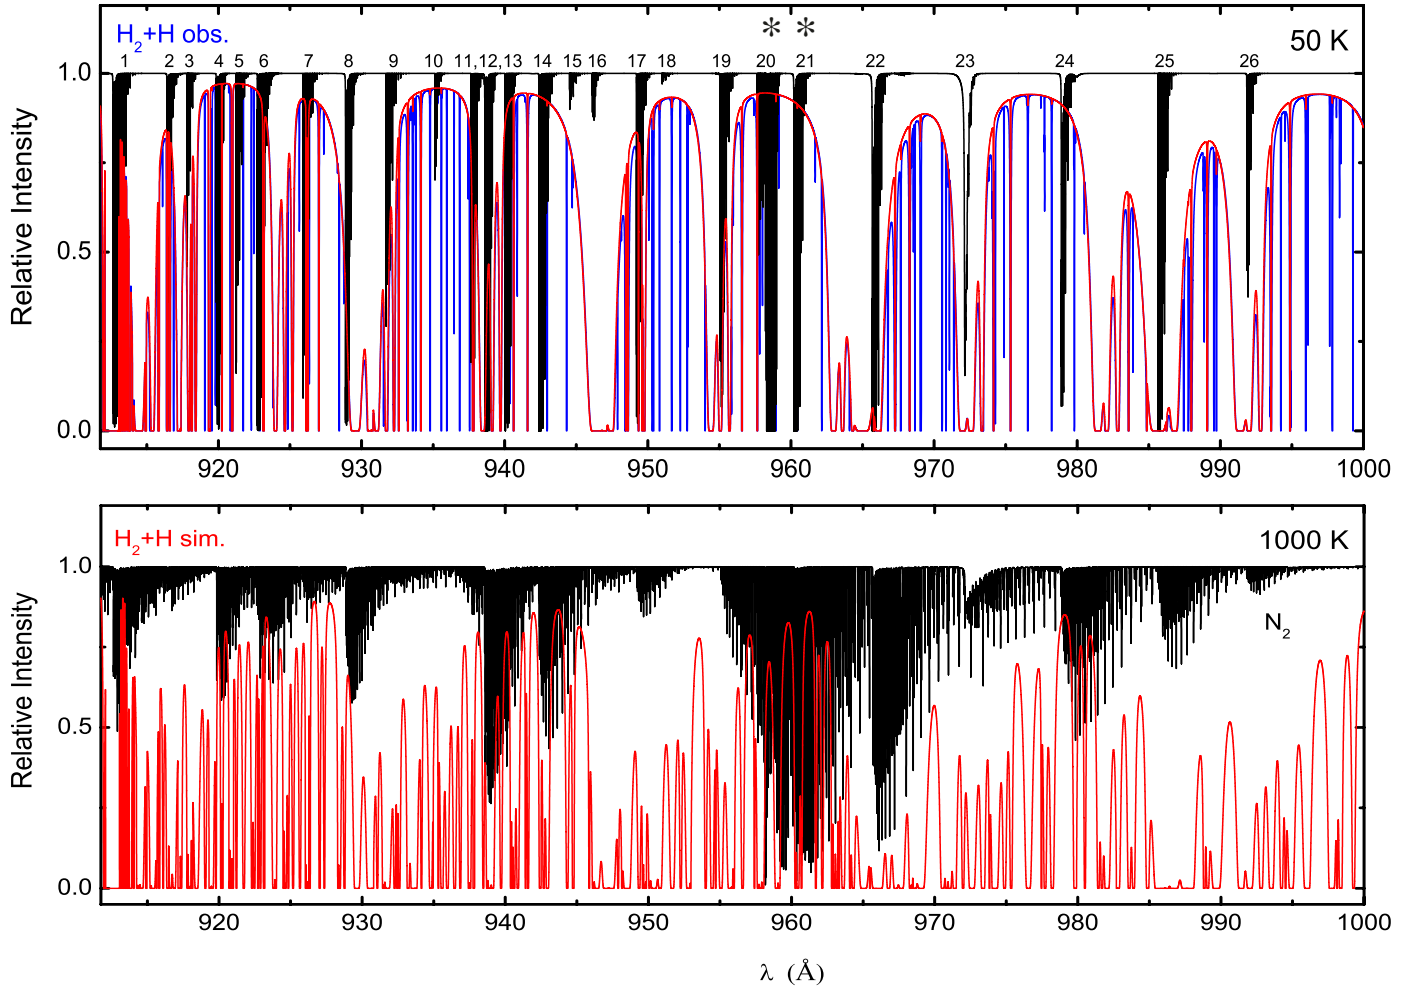 H2+H obs.
* *
50 K
1 2 3 4 5 6 7 8 9 10 11,12,13 14 15 16 17 18 19 20 21 22 23 24 25 26
1.0
0.5
0.0
Relative Intensity
920 930 940 950 960 970 980 990 1000
H2+H sim.
1000 K
1.0
0.5
0.0
Relative Intensity
N2
920 930 940 950 960 970 980 990 1000
λ (Å)